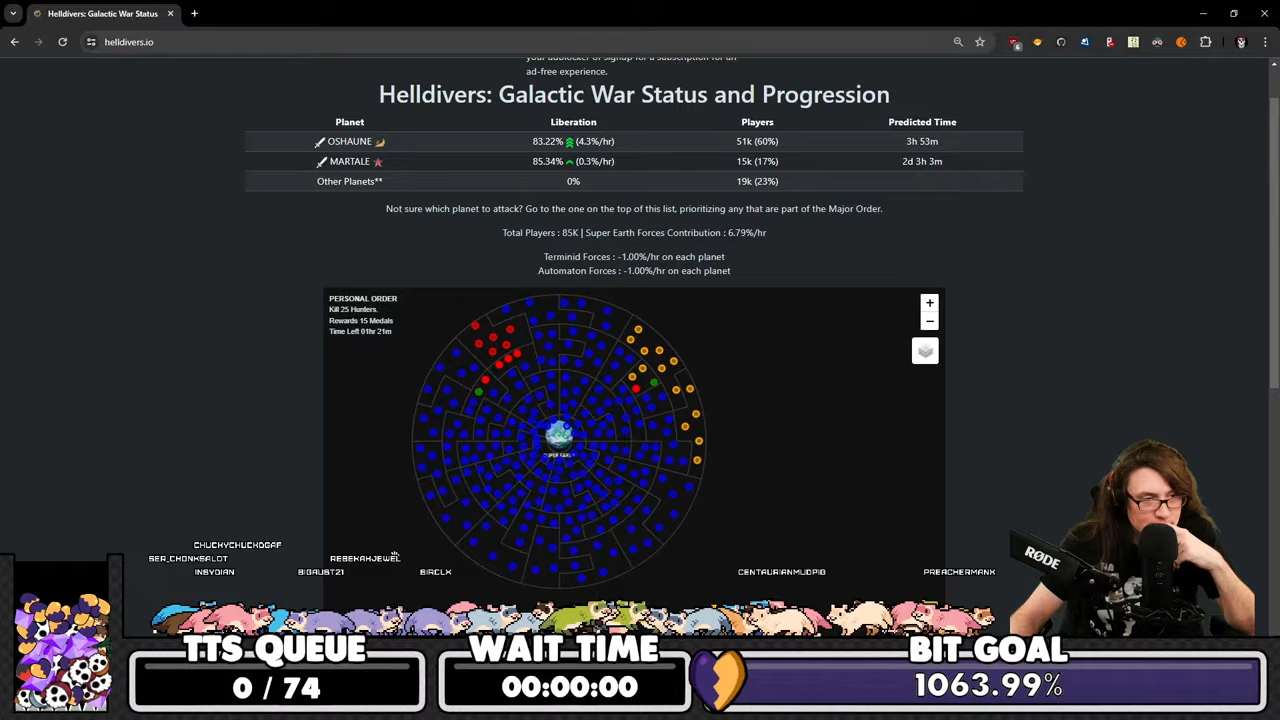 Helldivers: Galactic War Status
helldivers.io
your adblocker or signup for a subscription for an
ad-free experience.
Helldivers: Galactic War Status and Progression
Planet Liberation Players Predicted Time
OSHAUNE 83.22% (4.3%/hr) 51k (60%) 3h 53m
MARTALE 85.34% (0.3%/hr) 15k (17%) 2d 3h 3m
Other Planets** 0% 19k (23%)
Not sure which planet to attack? Go to the one on the top of this list, prioritizing any that are part of the Major Order.
Total Players : 85K | Super Earth Forces Contribution : 6.79%/hr
Terminid Forces : -1.00%/hr on each planet
Automaton Forces : -1.00%/hr on each planet
PERSONAL ORDER
Kill 25 Hunters.
Rewards 15 Medals
Time Left 01hr 21m
+
−
SUPER EARTH
CHUCKYCHUCKDGAF
SER_CHONKSALOT REBEKAHJEWEL
INBYDIAN BIGAUST21 BIRCLX CENTAURIANMUDPIG PREACHERMANX
RØDE
TTS QUEUE WAIT TIME BIT GOAL
0 / 74 00:00:00 1063.99%